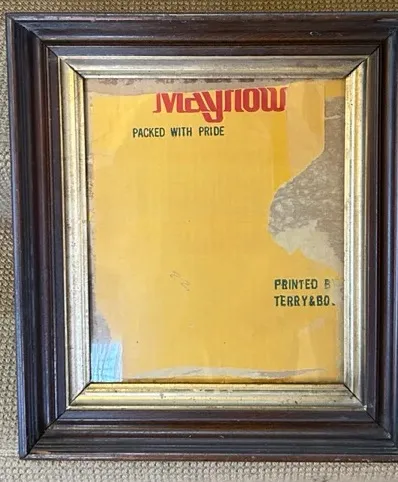 Mayflow
PACKED WITH PRIDE
PRINTED B
TERRY&BO.